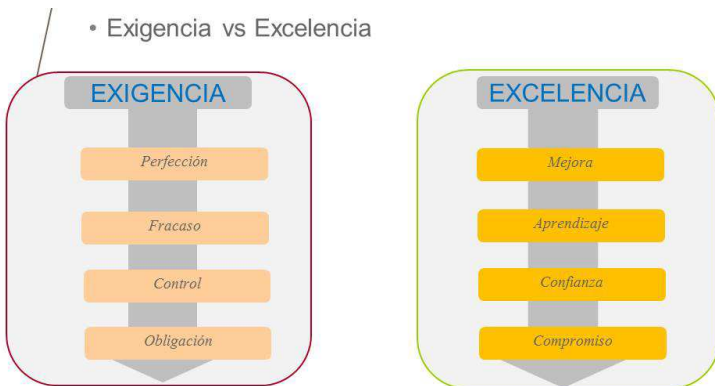 • Exigencia vs Excelencia
EXIGENCIA
Perfección
Fracaso
Control
Obligación
EXCELENCIA
Mejora
Aprendizaje
Confianza
Compromiso